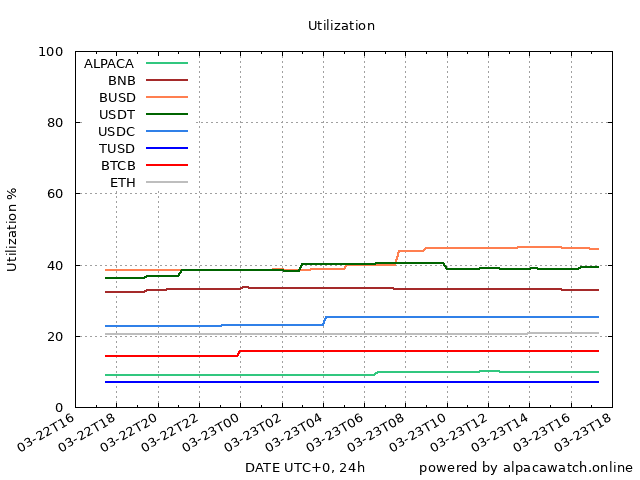 Utilization
100
80
60
40
20
0
Utilization %
ALPACA
BNB
BUSD
USDT
USDC
TUSD
BTCB
ETH
03-22T16
03-22T18
03-22T20
03-22T22
03-23T00
03-23T02
03-23T04
03-23T06
03-23T08
03-23T10
03-23T12
03-23T14
03-23T16
03-23T18
DATE UTC+0, 24h
powered by alpacawatch.online